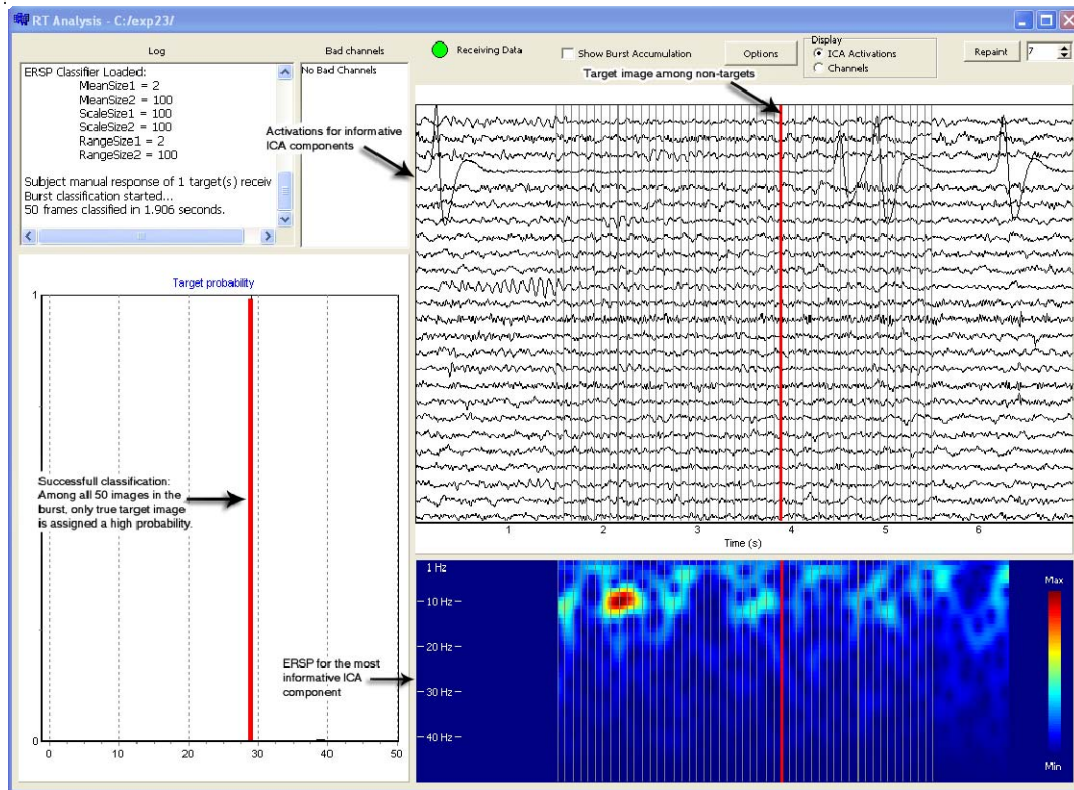 RT Analysis - C:/exp23/
Log
Bad channels
Receiving Data
Show Burst Accumulation
Options
Display
ICA Activations
Channels
Repaint
7
ERSP Classifier Loaded:
MeanSize1 = 2
MeanSize2 = 100
ScaleSize1 = 100
ScaleSize2 = 100
RangeSize1 = 2
RangeSize2 = 100
Subject manual response of 1 target(s) receiv
Burst classification started...
50 frames classified in 1.906 seconds.
No Bad Channels
Target image among non-targets
Activations for informative
ICA components
Target probability
1
Successfull classification:
Among all 50 images in the
burst, only true target image
is assigned a high probability.
0
0 10 20 30 40 50
1 2 3 4 5 6
Time (s)
1 Hz
10 Hz
20 Hz
30 Hz
40 Hz
ERSP for the most
informative ICA
component
Max
Min